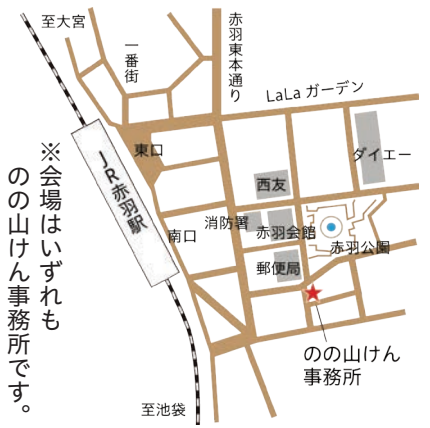 至大宮
一番街
赤羽東本通り
LaLa ガーデン
東口
ダイエー
JR赤羽駅
西友
消防署
赤羽会館
南口
赤羽公園
郵便局
のの山けん
事務所
至池袋
※会場はいずれも
のの山けん事務所です。